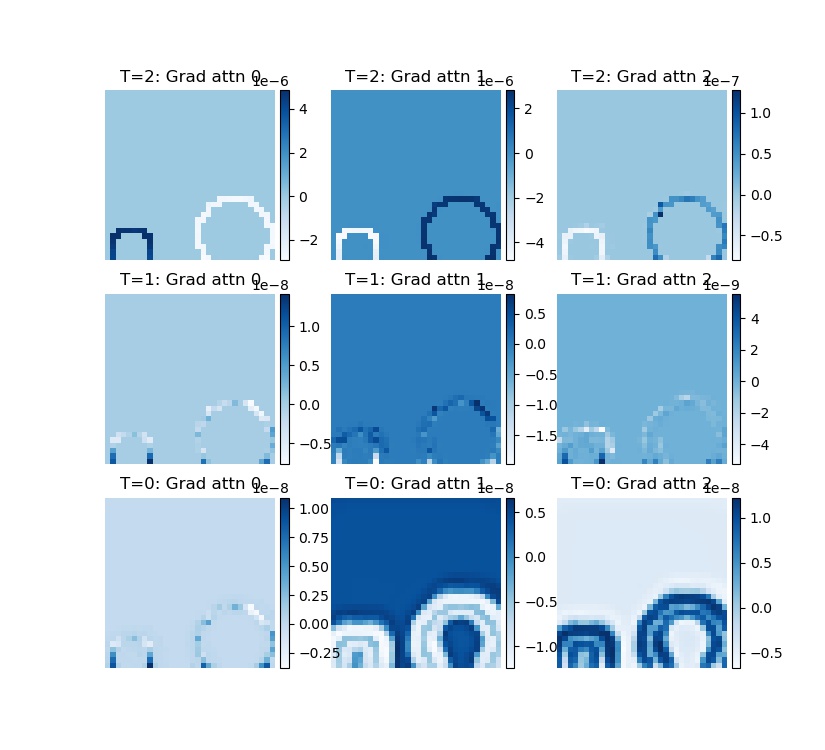 T=2: Grad attn 0
1e−6
T=2: Grad attn 1
1e−6
T=2: Grad attn 2
1e−7
4
2
0
−2
2
0
−2
−4
1.0
0.5
0.0
−0.5
T=1: Grad attn 0
1e−8
T=1: Grad attn 1
1e−8
T=1: Grad attn 2
1e−9
1.0
0.5
0.0
−0.5
0.5
0.0
−0.5
−1.0
−1.5
4
2
0
−2
−4
T=0: Grad attn 0
1e−8
T=0: Grad attn 1
1e−8
T=0: Grad attn 2
1e−8
1.00
0.75
0.50
0.25
0.00
−0.25
0.5
0.0
−0.5
−1.0
1.0
0.5
0.0
−0.5